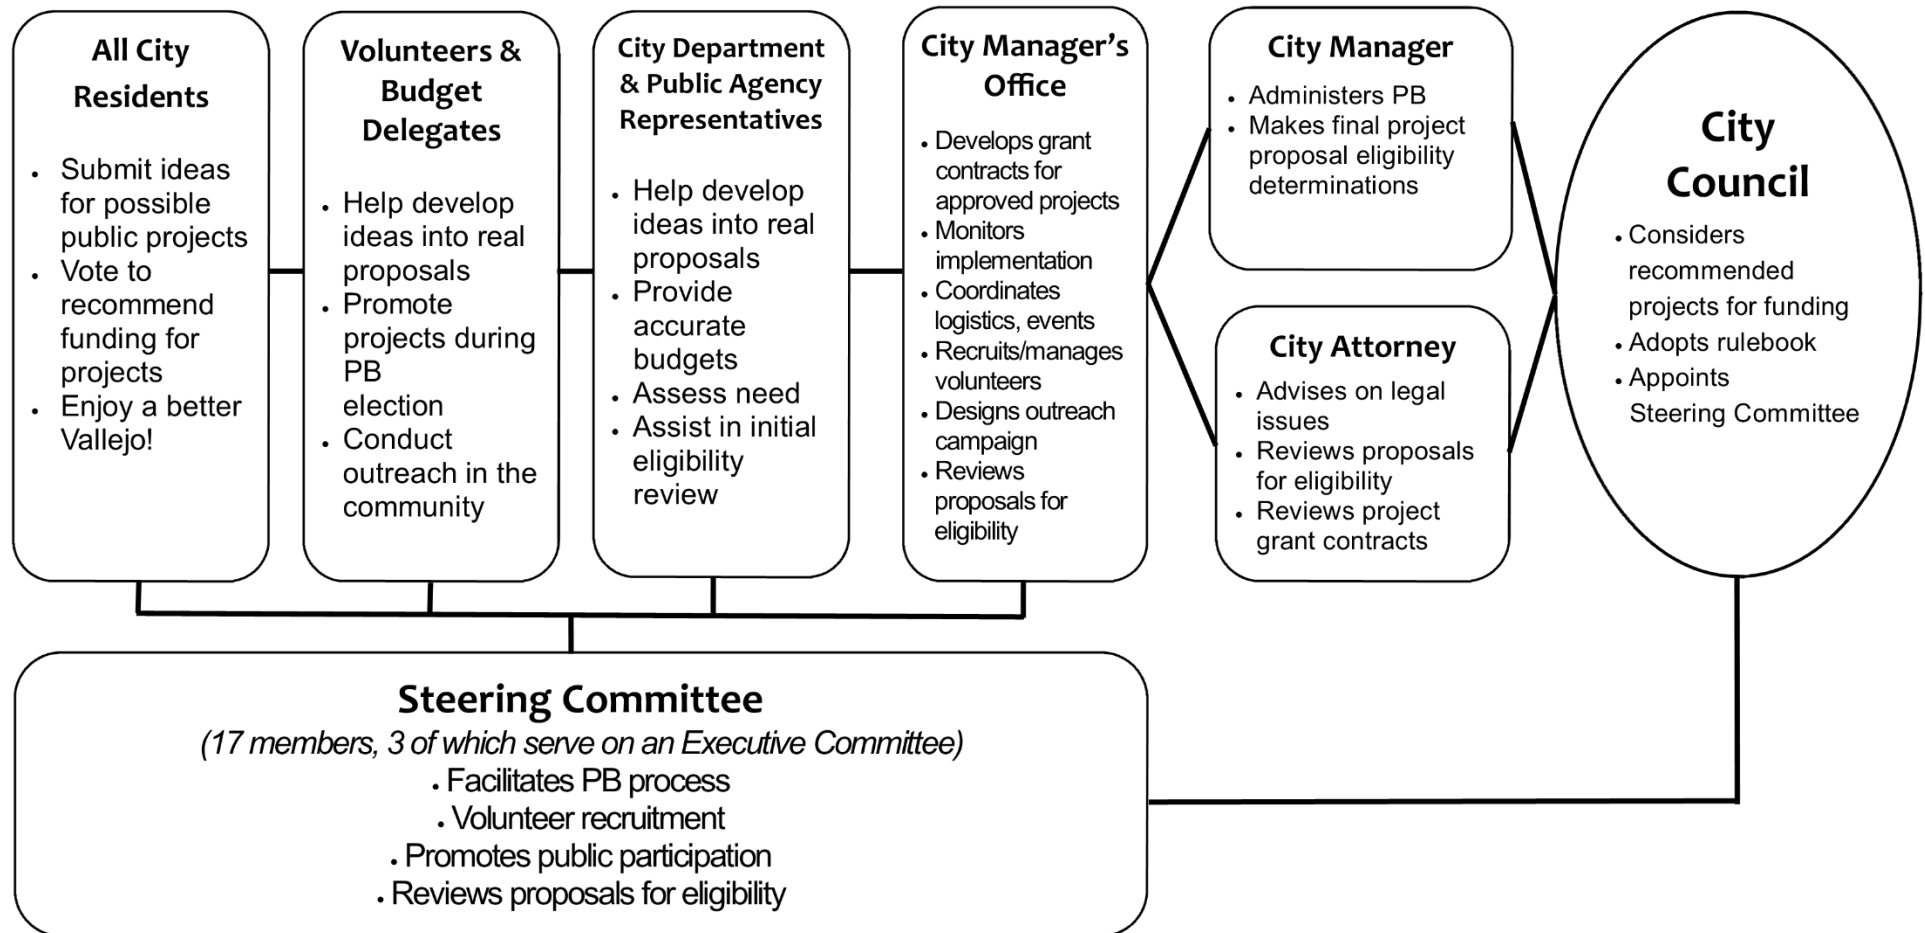 All City
Residents
• Submit ideas
for possible
public projects
• Vote to
recommend
funding for
projects
• Enjoy a better
Vallejo!
Volunteers &
Budget
Delegates
• Help develop
ideas into real
proposals
• Promote
projects during
PB
election
• Conduct
outreach in the
community
City Department
& Public Agency
Representatives
• Help develop
ideas into real
proposals
• Provide
accurate
budgets
• Assess need
• Assist in initial
eligibility
review
City Manager’s
Office
• Develops grant
contracts for
approved projects
• Monitors
implementation
• Coordinates
logistics, events
• Recruits/manages
volunteers
• Designs outreach
campaign
• Reviews
proposals for
eligibility
City Manager
• Administers PB
• Makes final project
proposal eligibility
determinations
City Attorney
• Advises on legal
issues
• Reviews proposals
for eligibility
• Reviews project
grant contracts
City
Council
• Considers
recommended
projects for funding
• Adopts rulebook
• Appoints
Steering Committee
Steering Committee
(17 members, 3 of which serve on an Executive Committee)
• Facilitates PB process
• Volunteer recruitment
• Promotes public participation
• Reviews proposals for eligibility